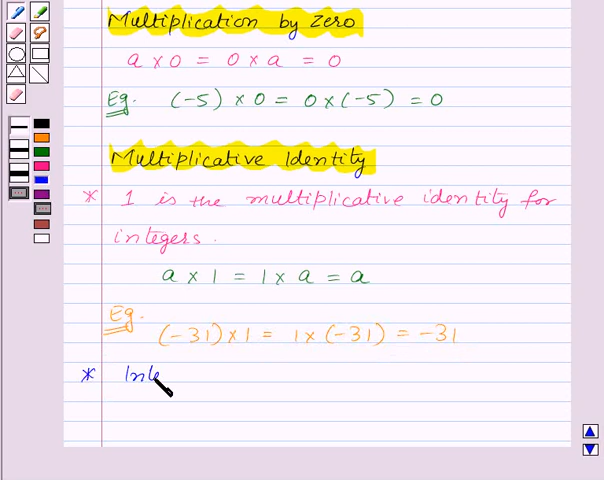 Multiplication by Zero
a × 0 = 0 × a = 0
Eg. (-5) × 0 = 0 × (-5) = 0
Multiplicative Identity
* 1 is the multiplicative identity for
integers.
a × 1 = 1 × a = a
Eg.
(-31) × 1 = 1 × (-31) = -31
* Inte